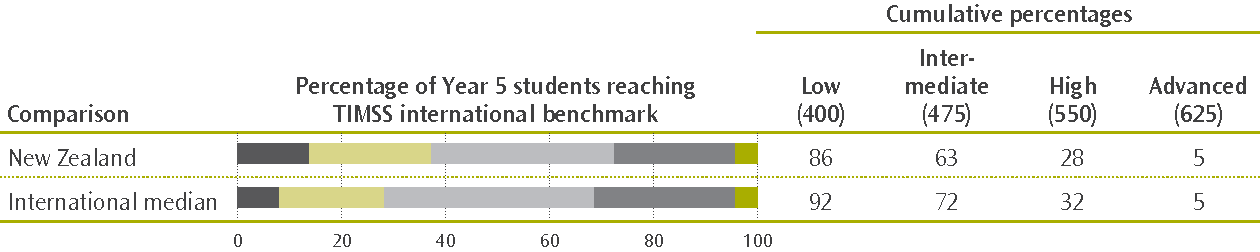 Cumulative percentages
Comparison
Percentage of Year 5 students reaching
TIMSS international benchmark
Low
(400)
Inter-
mediate
(475)
High
(550)
Advanced
(625)
New Zealand 86 63 28 5
International median 92 72 32 5
0 20 40 60 80 100